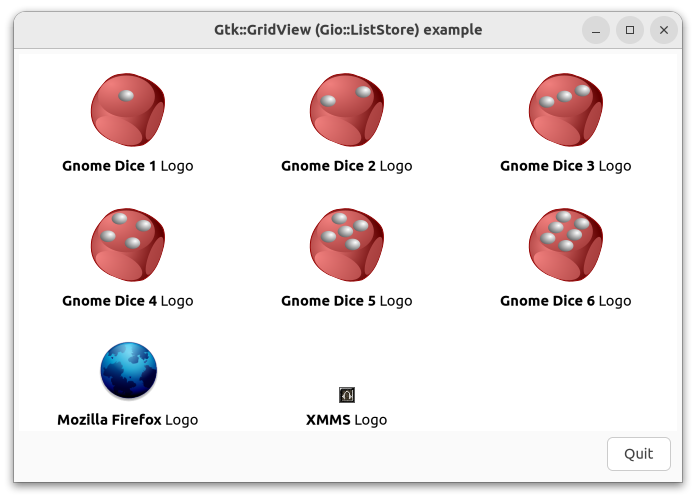 Gtk::GridView (Gio::ListStore) example
Gnome Dice 1 Logo
Gnome Dice 2 Logo
Gnome Dice 3 Logo
Gnome Dice 4 Logo
Gnome Dice 5 Logo
Gnome Dice 6 Logo
Mozilla Firefox Logo
XMMS Logo
Quit